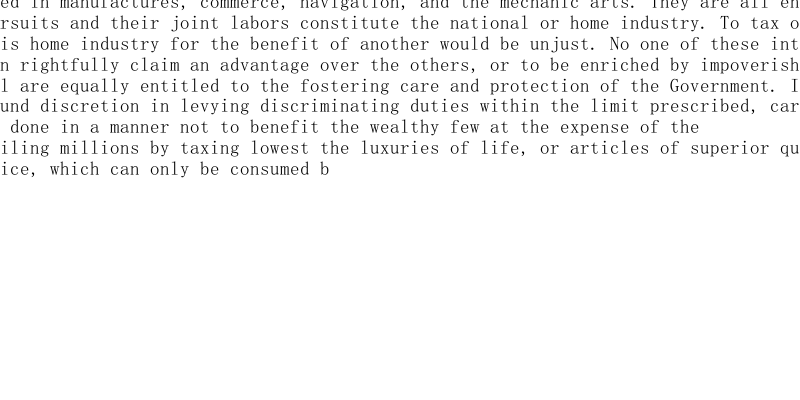 ed in manufactures, commerce, navigation, and the mechanic arts. They are all en
rsuits and their joint labors constitute the national or home industry. To tax o
is home industry for the benefit of another would be unjust. No one of these int
n rightfully claim an advantage over the others, or to be enriched by impoverish
l are equally entitled to the fostering care and protection of the Government. I
und discretion in levying discriminating duties within the limit prescribed, car
done in a manner not to benefit the wealthy few at the expense of the
iling millions by taxing lowest the luxuries of life, or articles of superior qu
ice, which can only be consumed b